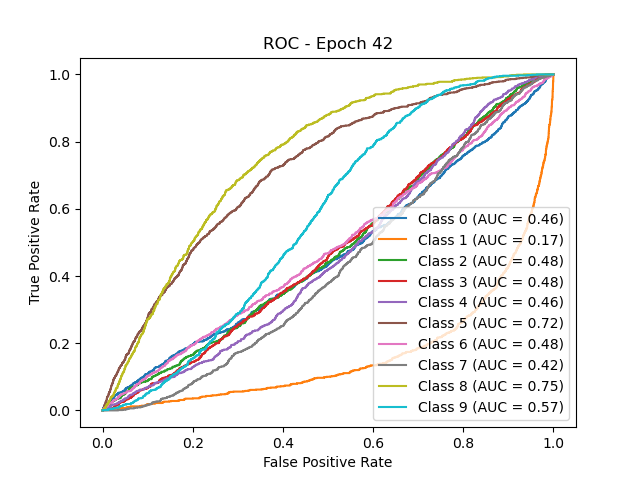 ROC - Epoch 42
True Positive Rate
1.0
0.8
0.6
0.4
0.2
0.0
Class 0 (AUC = 0.46)
Class 1 (AUC = 0.17)
Class 2 (AUC = 0.48)
Class 3 (AUC = 0.48)
Class 4 (AUC = 0.46)
Class 5 (AUC = 0.72)
Class 6 (AUC = 0.48)
Class 7 (AUC = 0.42)
Class 8 (AUC = 0.75)
Class 9 (AUC = 0.57)
0.0 0.2 0.4 0.6 0.8 1.0
False Positive Rate